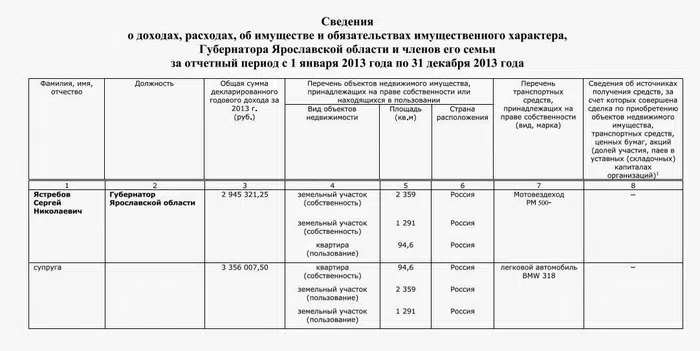 Сведения
о доходах, расходах, об имуществе и обязательствах имущественного характера,
Губернатора Ярославской области и членов его семьи
за отчетный период с 1 января 2013 года по 31 декабря 2013 года
Фамилия, имя,
отчество
Должность
Общая сумма
декларированного
годового дохода за
2013 г.
(руб.)
Перечень объектов недвижимого имущества,
принадлежащих на праве собственности или
находящихся в пользовании
Вид объектов
недвижимости
Площадь
(кв.м)
Страна
расположения
Перечень
транспортных
средств,
принадлежащих на
праве собственности
(вид, марка)
Сведения об источниках
получения средств, за
счет которых совершена
сделка по приобретению
объектов недвижимого
имущества,
транспортных средств,
ценных бумаг, акций
(долей участия, паев в
уставных (складочных)
капиталах
организаций)¹
1 2 3 4 5 6 7 8
Ястребов
Сергей
Николаевич
Губернатор
Ярославской области
2 945 321,25
земельный участок
(собственность)
2 359
Россия
Мотовездеход
РМ 500-
–
земельный участок
(собственность)
1 291
Россия
квартира
(пользование)
94,6
Россия
супруга
3 356 007,50
квартира
(собственность)
94,6
Россия
легковой автомобиль
BMW 318
–
земельный участок
(пользование)
2 359
Россия
земельный участок
(пользование)
1 291
Россия